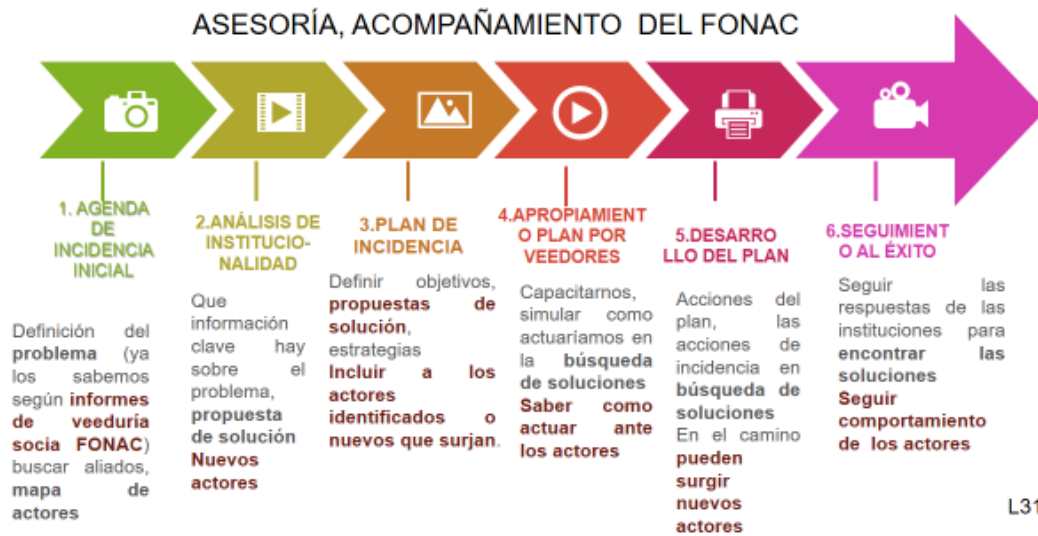 ASESORÍA, ACOMPAÑAMIENTO DEL FONAC
1. AGENDA
DE
INCIDENCIA
INICIAL
Definición del
problema (ya
los sabemos
según informes
de veeduría
socia FONAC)
buscar aliados,
mapa de
actores
2.ANÁLISIS DE
INSTITUCIO-
NALIDAD
Que
información
clave hay
sobre el
problema,
propuesta
de solución
Nuevos
actores
3.PLAN DE
INCIDENCIA
Definir objetivos,
propuestas de
solución,
estrategias
Incluir a los
actores
identificados o
nuevos que surjan.
4.APROPIAMIENT
O PLAN POR
VEEDORES
Capacitarnos,
simular como
actuaríamos en
la búsqueda
de soluciones
Saber como
actuar ante
los actores
5.DESARRO
LLO DEL PLAN
Acciones del
plan, las
acciones de
incidencia en
búsqueda de
soluciones
En el camino
pueden
surgir
nuevos
actores
6.SEGUIMIENT
O AL ÉXITO
Seguir las
respuestas de las
instituciones para
encontrar las
soluciones
Seguir
comportamiento
de los actores
L31